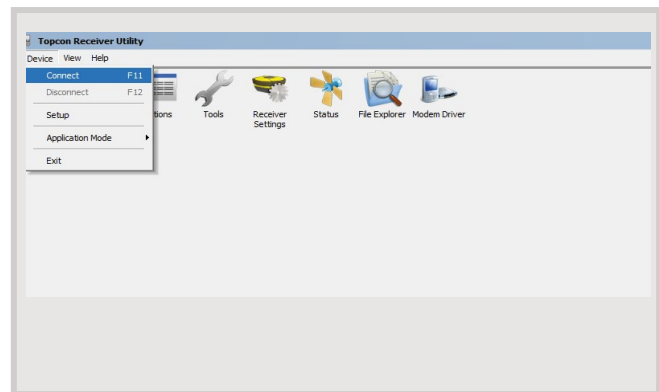 Topcon Receiver Utility
Device View Help
Connect F11
Disconnect F12
Setup
Application Mode
Exit
tions Tools Receiver Settings Status File Explorer Modem Driver